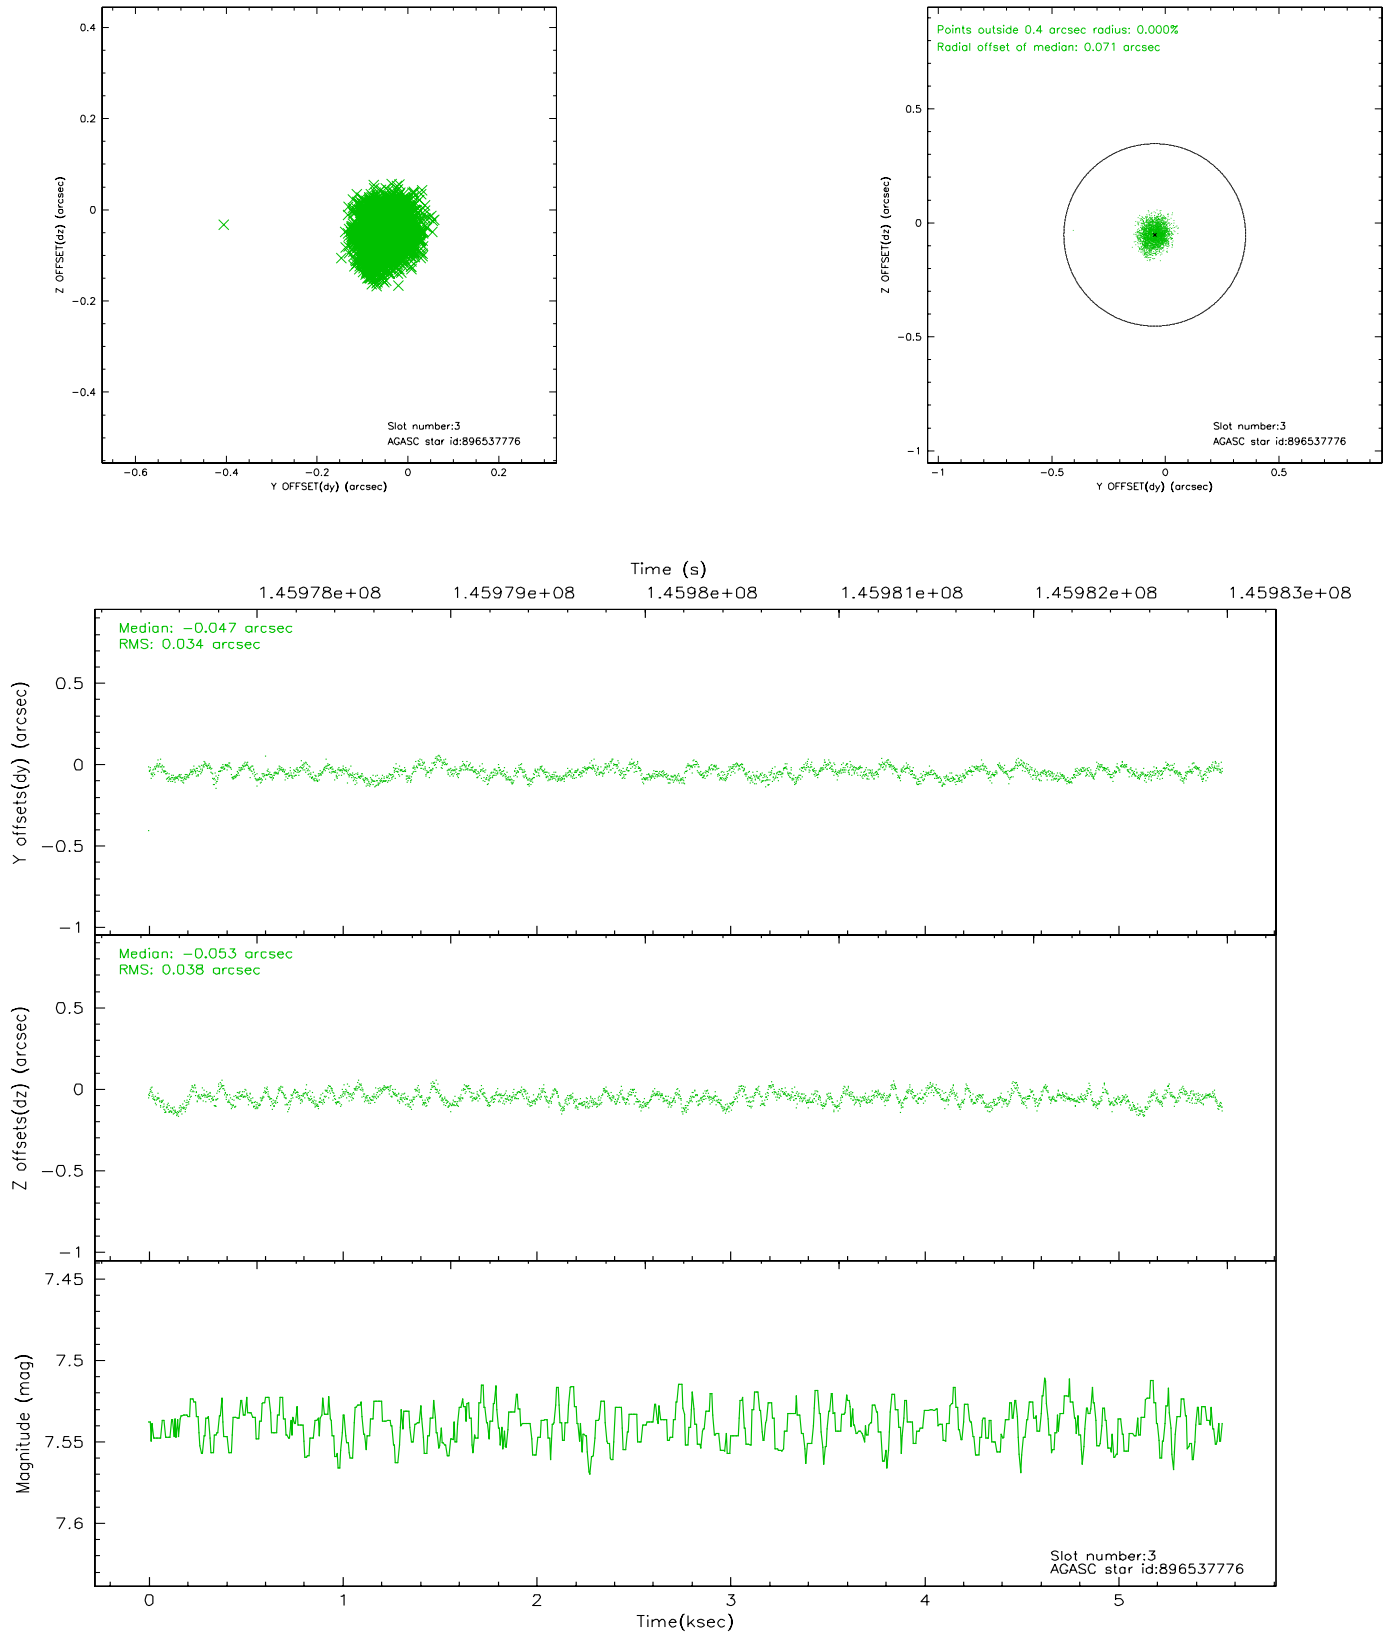 0.4
0.2
0
−0.2
−0.4
Z OFFSET(dz) (arcsec)
Slot number:3
AGASC star id:896537776
−0.6 −0.4 −0.2 0 0.2
Y OFFSET(dy) (arcsec)
Points outside 0.4 arcsec radius: 0.000%
Radial offset of median: 0.071 arcsec
0.5
0
−0.5
−1
Z OFFSET(dz) (arcsec)
Slot number:3
AGASC star id:896537776
−1 −0.5 0 0.5
Y OFFSET(dy) (arcsec)
Time (s)
1.45978e+08 1.45979e+08 1.4598e+08 1.45981e+08 1.45982e+08 1.45983e+08
Median: −0.047 arcsec
RMS: 0.034 arcsec
0.5
0
−0.5
−1
Y offsets(dy) (arcsec)
Median: −0.053 arcsec
RMS: 0.038 arcsec
0.5
0
−0.5
−1
Z offsets(dz) (arcsec)
7.45
7.5
7.55
7.6
Magnitude (mag)
Slot number:3
AGASC star id:896537776
0 1 2 3 4 5
Time(ksec)